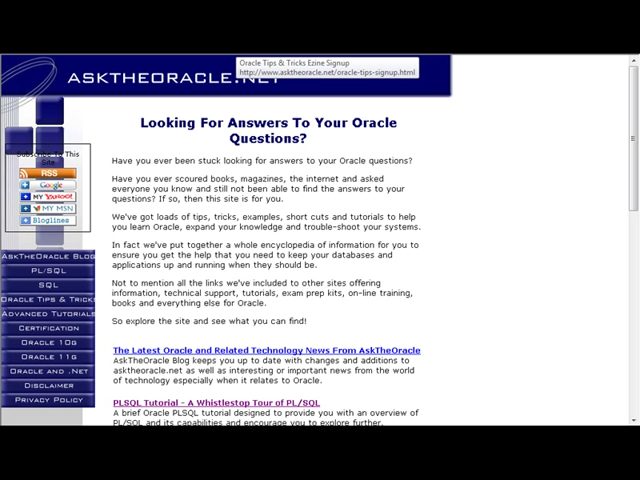 Oracle Tips & Tricks Ezine Signup
http://www.asktheoracle.net/oracle-tips-signup.html
ASKTHEORACLE.NET
Looking For Answers To Your Oracle
Questions?
Subscribe To This
Site
RSS
Google
MY YAHOO!
MY MSN
Bloglines
Have you ever been stuck looking for answers to your Oracle questions?
Have you ever scoured books, magazines, the internet and asked
everyone you know and still not been able to find the answers to your
questions? If so, then this site is for you.
We've got loads of tips, tricks, examples, short cuts and tutorials to help
you learn Oracle, expand your knowledge and trouble-shoot your systems.
In fact we've put together a whole encyclopedia of information for you to
ensure you get the help that you need to keep your databases and
applications up and running when they should be.
Not to mention all the links we've included to other sites offering
information, technical support, tutorials, exam prep kits, on-line training,
books and everything else for Oracle.
So explore the site and see what you can find!
AskTheOracle Blog
PL/SQL
SQL
Oracle Tips & Tricks
Advanced Tutorials
Certification
Oracle 10g
Oracle 11g
Oracle and .Net
Disclaimer
Privacy Policy
The Latest Oracle and Related Technology News From AskTheOracle
AskTheOracle Blog keeps you up to date with changes and additions to
asktheoracle.net as well as interesting or important news from the world
of technology especially when it relates to Oracle.
PLSQL Tutorial - A Whistlestop Tour of PL/SQL
A brief Oracle PLSQL tutorial designed to provide you with an overview of
PL/SQL and its capabilities and encourage you to explore further.